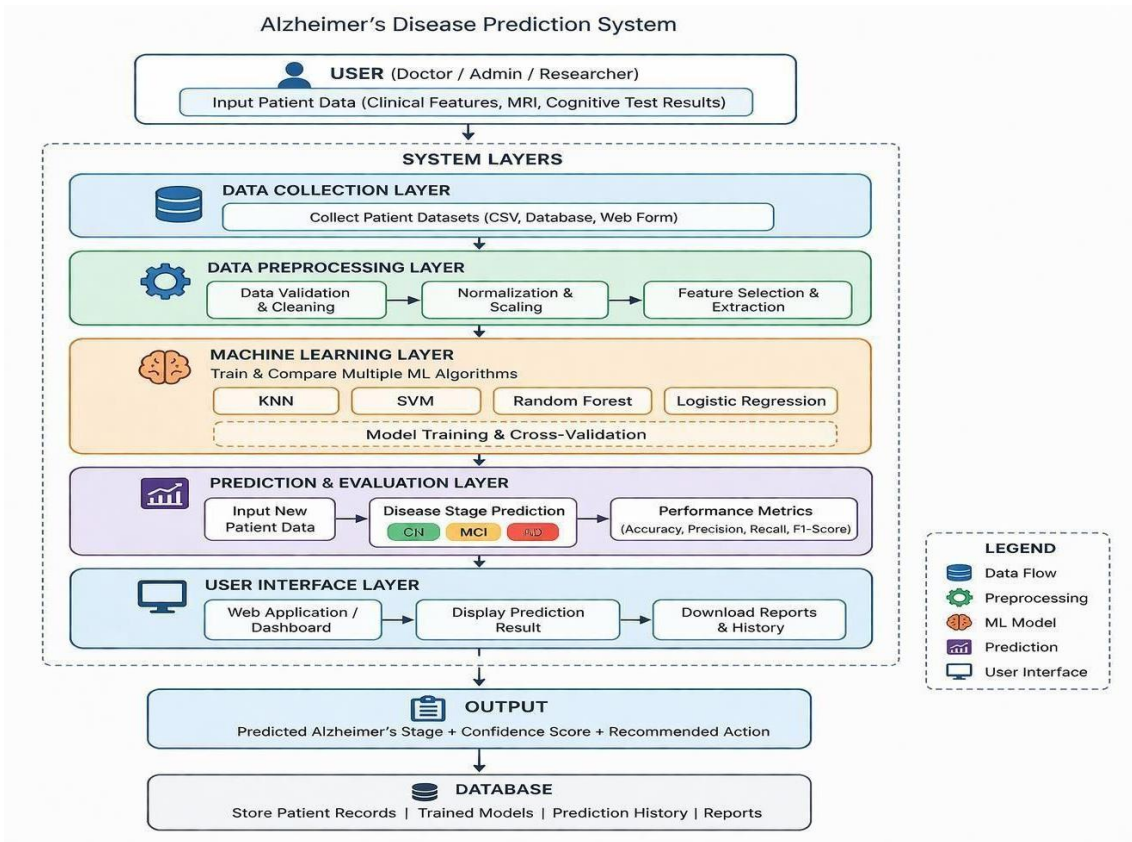 Alzheimer's Disease Prediction System
USER (Doctor / Admin / Researcher)
Input Patient Data (Clinical Features, MRI, Cognitive Test Results)
SYSTEM LAYERS
DATA COLLECTION LAYER
Collect Patient Datasets (CSV, Database, Web Form)
DATA PREPROCESSING LAYER
Data Validation
& Cleaning
Normalization &
Scaling
Feature Selection &
Extraction
MACHINE LEARNING LAYER
Train & Compare Multiple ML Algorithms
KNN
SVM
Random Forest
Logistic Regression
Model Training & Cross-Validation
PREDICTION & EVALUATION LAYER
Input New
Patient Data
Disease Stage Prediction
CN
MCI
AD
Performance Metrics
(Accuracy, Precision, Recall, F1-Score)
USER INTERFACE LAYER
Web Application /
Dashboard
Display Prediction
Result
Download Reports
& History
LEGEND
Data Flow
Preprocessing
ML Model
Prediction
User Interface
OUTPUT
Predicted Alzheimer's Stage + Confidence Score + Recommended Action
DATABASE
Store Patient Records | Trained Models | Prediction History | Reports